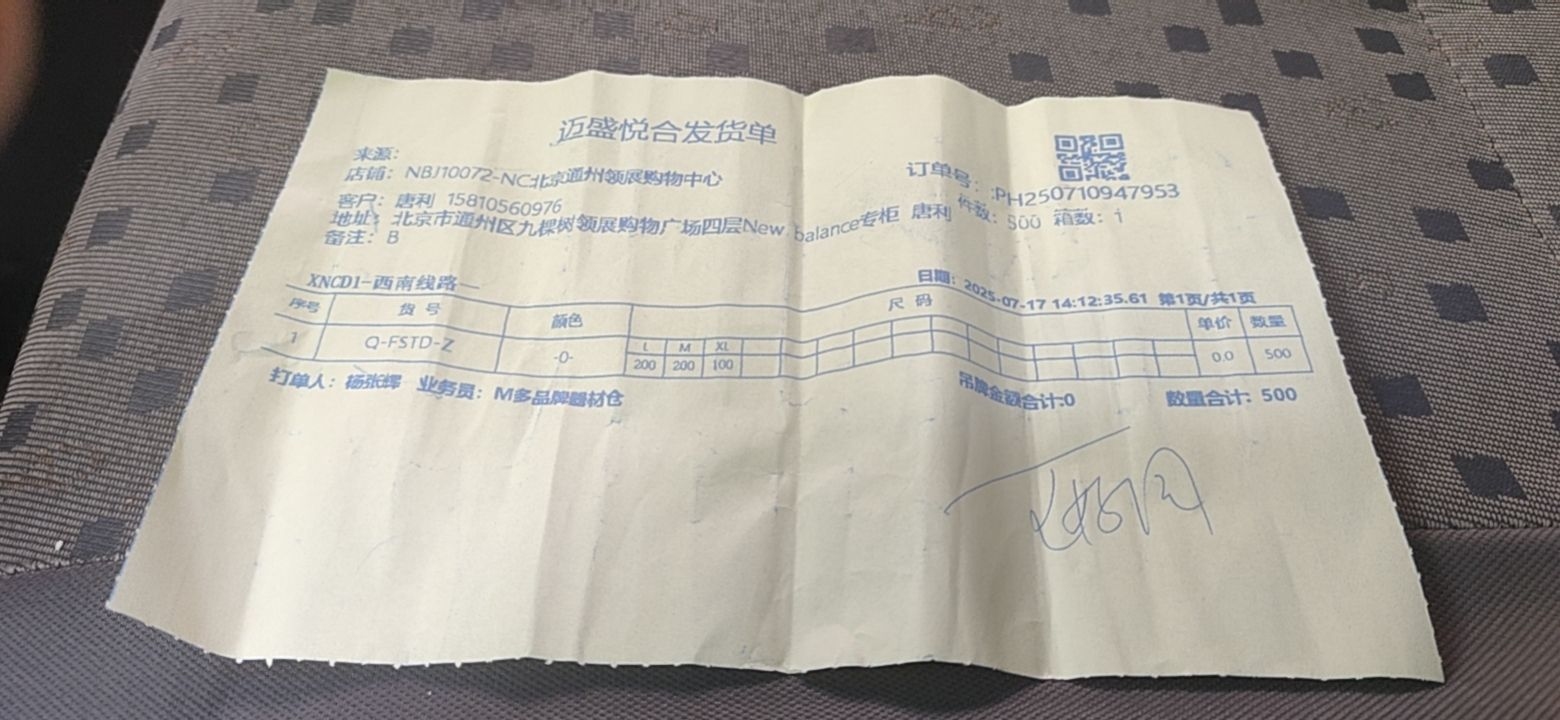 迈盛悦合发货单
来源:
店铺: NBJ10072-NC北京通州领展购物中心
订单号: :PH250710947953
客户: 唐利 15810560976
件数: 500 箱数: 1
地址: 北京市通州区九棵树领展购物广场四层New balance专柜 唐利
备注: B
XNCD1-西南线路一
日期: 2025-07-17 14:12:35.61 第1页/共1页
序号 货号 颜色 尺码 单价 数量
L M XL
1 Q-FSTD-Z -0- 200 200 100 0.0 500
打单人: 杨张辉 业务员: M多品牌器材仓 吊牌金额合计:0 数量合计: 500